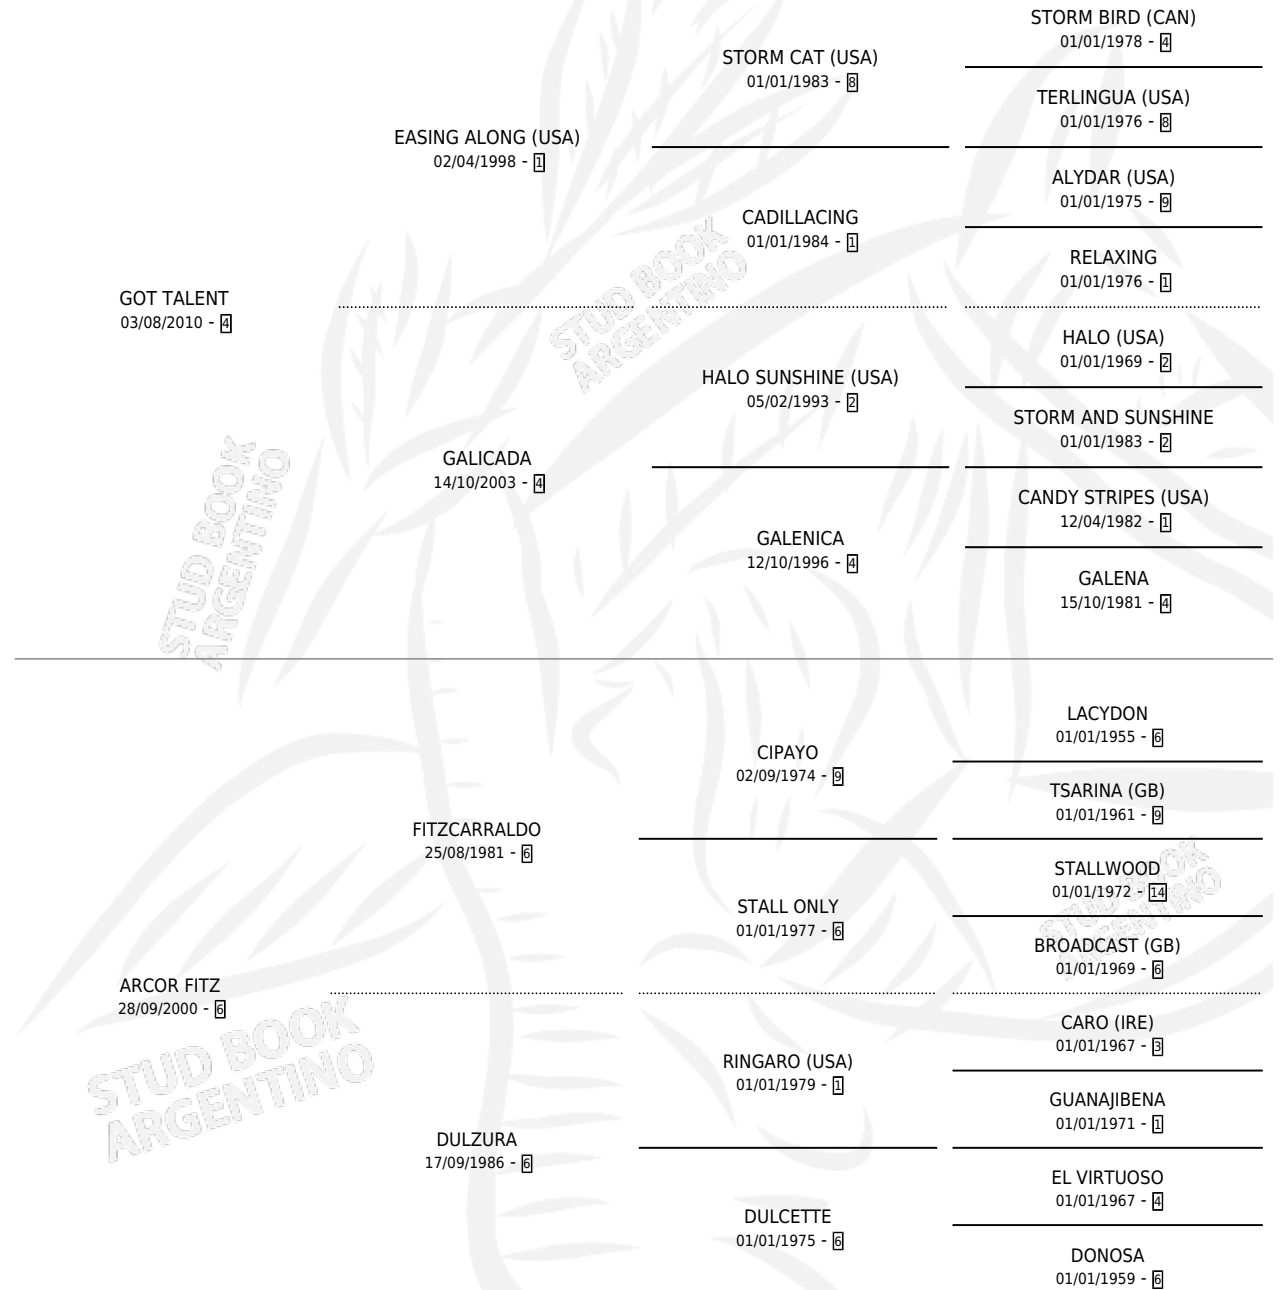 STORM BIRD (CAN)
01/01/1978 - 4
STORM CAT (USA)
01/01/1983 - 8
TERLINGUA (USA)
01/01/1976 - 8
EASING ALONG (USA)
02/04/1998 - 1
ALYDAR (USA)
01/01/1975 - 9
CADILLACING
01/01/1984 - 1
RELAXING
01/01/1976 - 1
GOT TALENT
03/08/2010 - 4
HALO (USA)
01/01/1969 - 2
HALO SUNSHINE (USA)
05/02/1993 - 2
STORM AND SUNSHINE
01/01/1983 - 2
GALICADA
14/10/2003 - 4
CANDY STRIPES (USA)
12/04/1982 - 1
GALENICA
12/10/1996 - 4
GALENA
15/10/1981 - 4
STUD BOOK
ARGENTINO
STUD BOOK
ARGENTINO
LACYDON
01/01/1955 - 6
CIPAYO
02/09/1974 - 9
TSARINA (GB)
01/01/1961 - 9
FITZCARRALDO
25/08/1981 - 6
STALLWOOD
01/01/1972 - 14
STALL ONLY
01/01/1977 - 6
BROADCAST (GB)
01/01/1969 - 6
ARCOR FITZ
28/09/2000 - 6
CARO (IRE)
01/01/1967 - 3
RINGARO (USA)
01/01/1979 - 1
GUANAJIBENA
01/01/1971 - 1
DULZURA
17/09/1986 - 6
EL VIRTUOSO
01/01/1967 - 4
DULCETTE
01/01/1975 - 6
DONOSA
01/01/1959 - 6
STUD BOOK
ARGENTINO
STUD BOOK
ARGENTINO